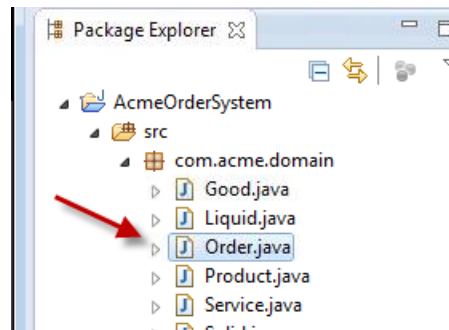 Package Explorer
AcmeOrderSystem
src
com.acme.domain
Good.java
Liquid.java
Order.java
Product.java
Service.java